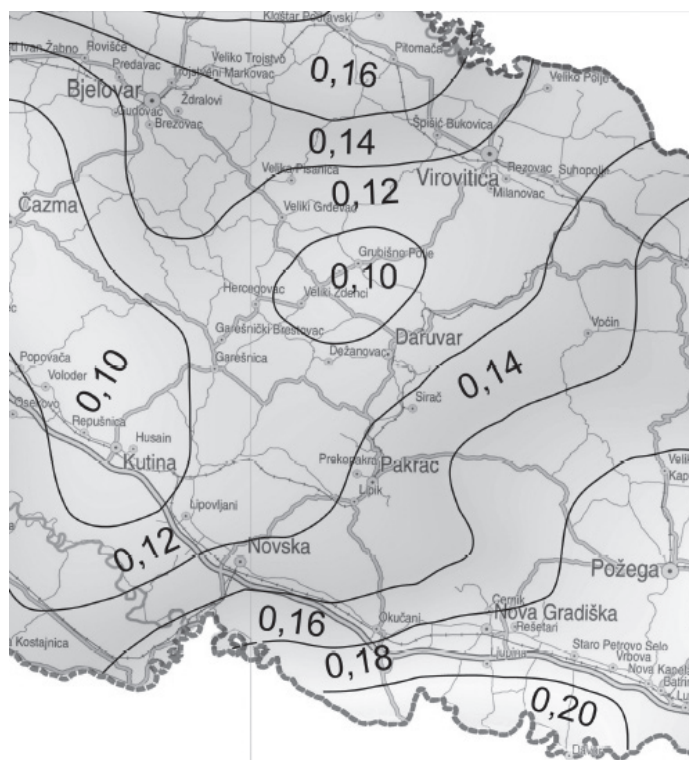 Kloštar Podravski
Ivan Žabno
Rovišće
Pitomača
Predavac
Veliko Trojstvo
Trojstveni Markovac
0,16
Veliko Polje
Bjelovar
Ždralovi
Gudovac
Brezovac
Špišić Bukovica
0,14
Velika Pisanica
Virovitica
Rezovac
Suhopolje
Milanovac
0,12
Čazma
Veliki Grđevac
Grubišno Polje
0,10
Hercegovac
Veliki Zdenci
Garešnički Brestovac
Daruvar
Voćin
Dežanovac
Popovača
Garešnica
Voloder
0,10
0,14
Osekovo
Sirač
Repušnica
Husain
Kutina
Prekopakra
Pakrac
Lipik
Lipovljani
0,12
Novska
Požega
Cernik
0,16
Okučani
Nova Gradiška
Rešetari
Kostajnica
Staro Petrovo Selo
Vrbova
0,18
Nova Kapela
0,20